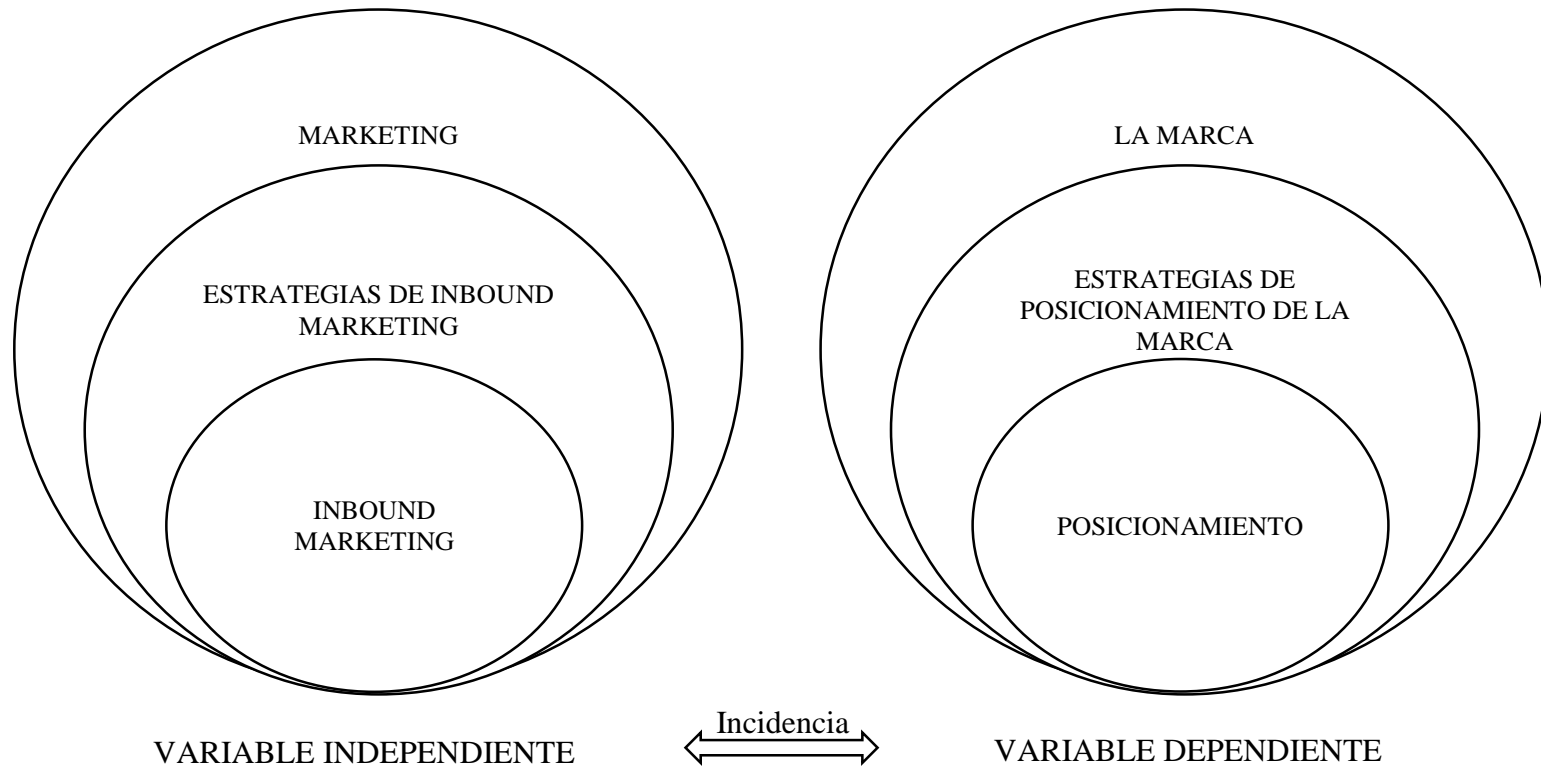 MARKETING
ESTRATEGIAS DE INBOUND
MARKETING
INBOUND
MARKETING
LA MARCA
ESTRATEGIAS DE
POSICIONAMIENTO DE LA
MARCA
POSICIONAMIENTO
VARIABLE INDEPENDIENTE
Incidencia
VARIABLE DEPENDIENTE